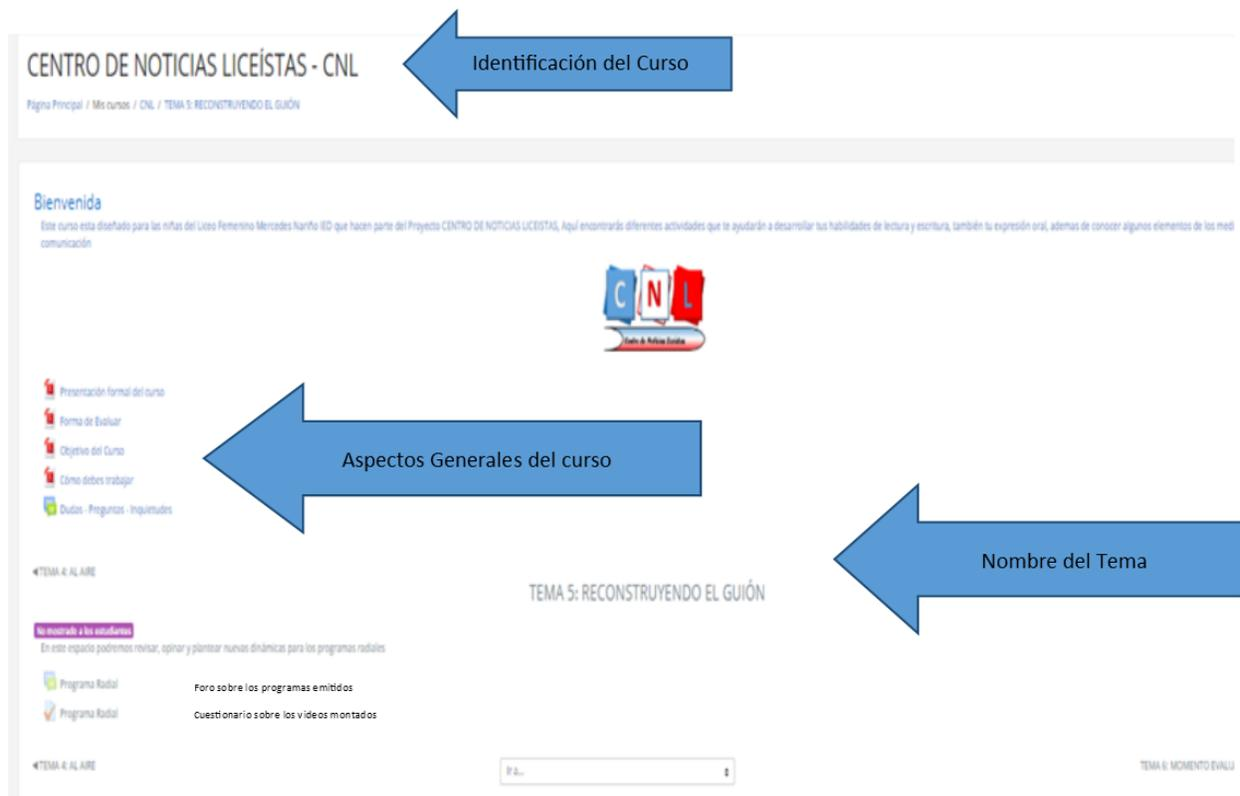 CENTRO DE NOTICIAS LICEÍSTAS - CNL
Identificación del Curso
Página Principal / Mis cursos / CNL / TEMA 5: RECONSTRUYENDO EL GUIÓN
Bienvenida
Este curso esta diseñado para las niñas del Liceo Femenino Mercedes Nariño IED que hacen parte del Proyecto CENTRO DE NOTICIAS LICEISTAS, Aquí encontrarás diferentes actividades que te ayudarán a desarrollar tus habilidades de lectura y escritura, también tu expresión oral, ademas de conocer algunos elementos de los medi
comunicación
C N L
Centro de Noticias Liceístas
Presentación formal del curso
Forma de Evaluar
Objetivo del Curso
Cómo debes trabajar
Dudas - Preguntas - Inquietudes
Aspectos Generales del curso
Nombre del Tema
◄TEMA 4: AL AIRE
TEMA 5: RECONSTRUYENDO EL GUIÓN
No mostrado a los estudiantes
En este espacio podremos revisar, opinar y plantear nuevas dinámicas para los programas radiales
Programa Radial Foro sobre los programas emitidos
Programa Radial Cuestionario sobre los videos montados
◄TEMA 4: AL AIRE
Ir a...
TEMA 6: MOMENTO EVALU